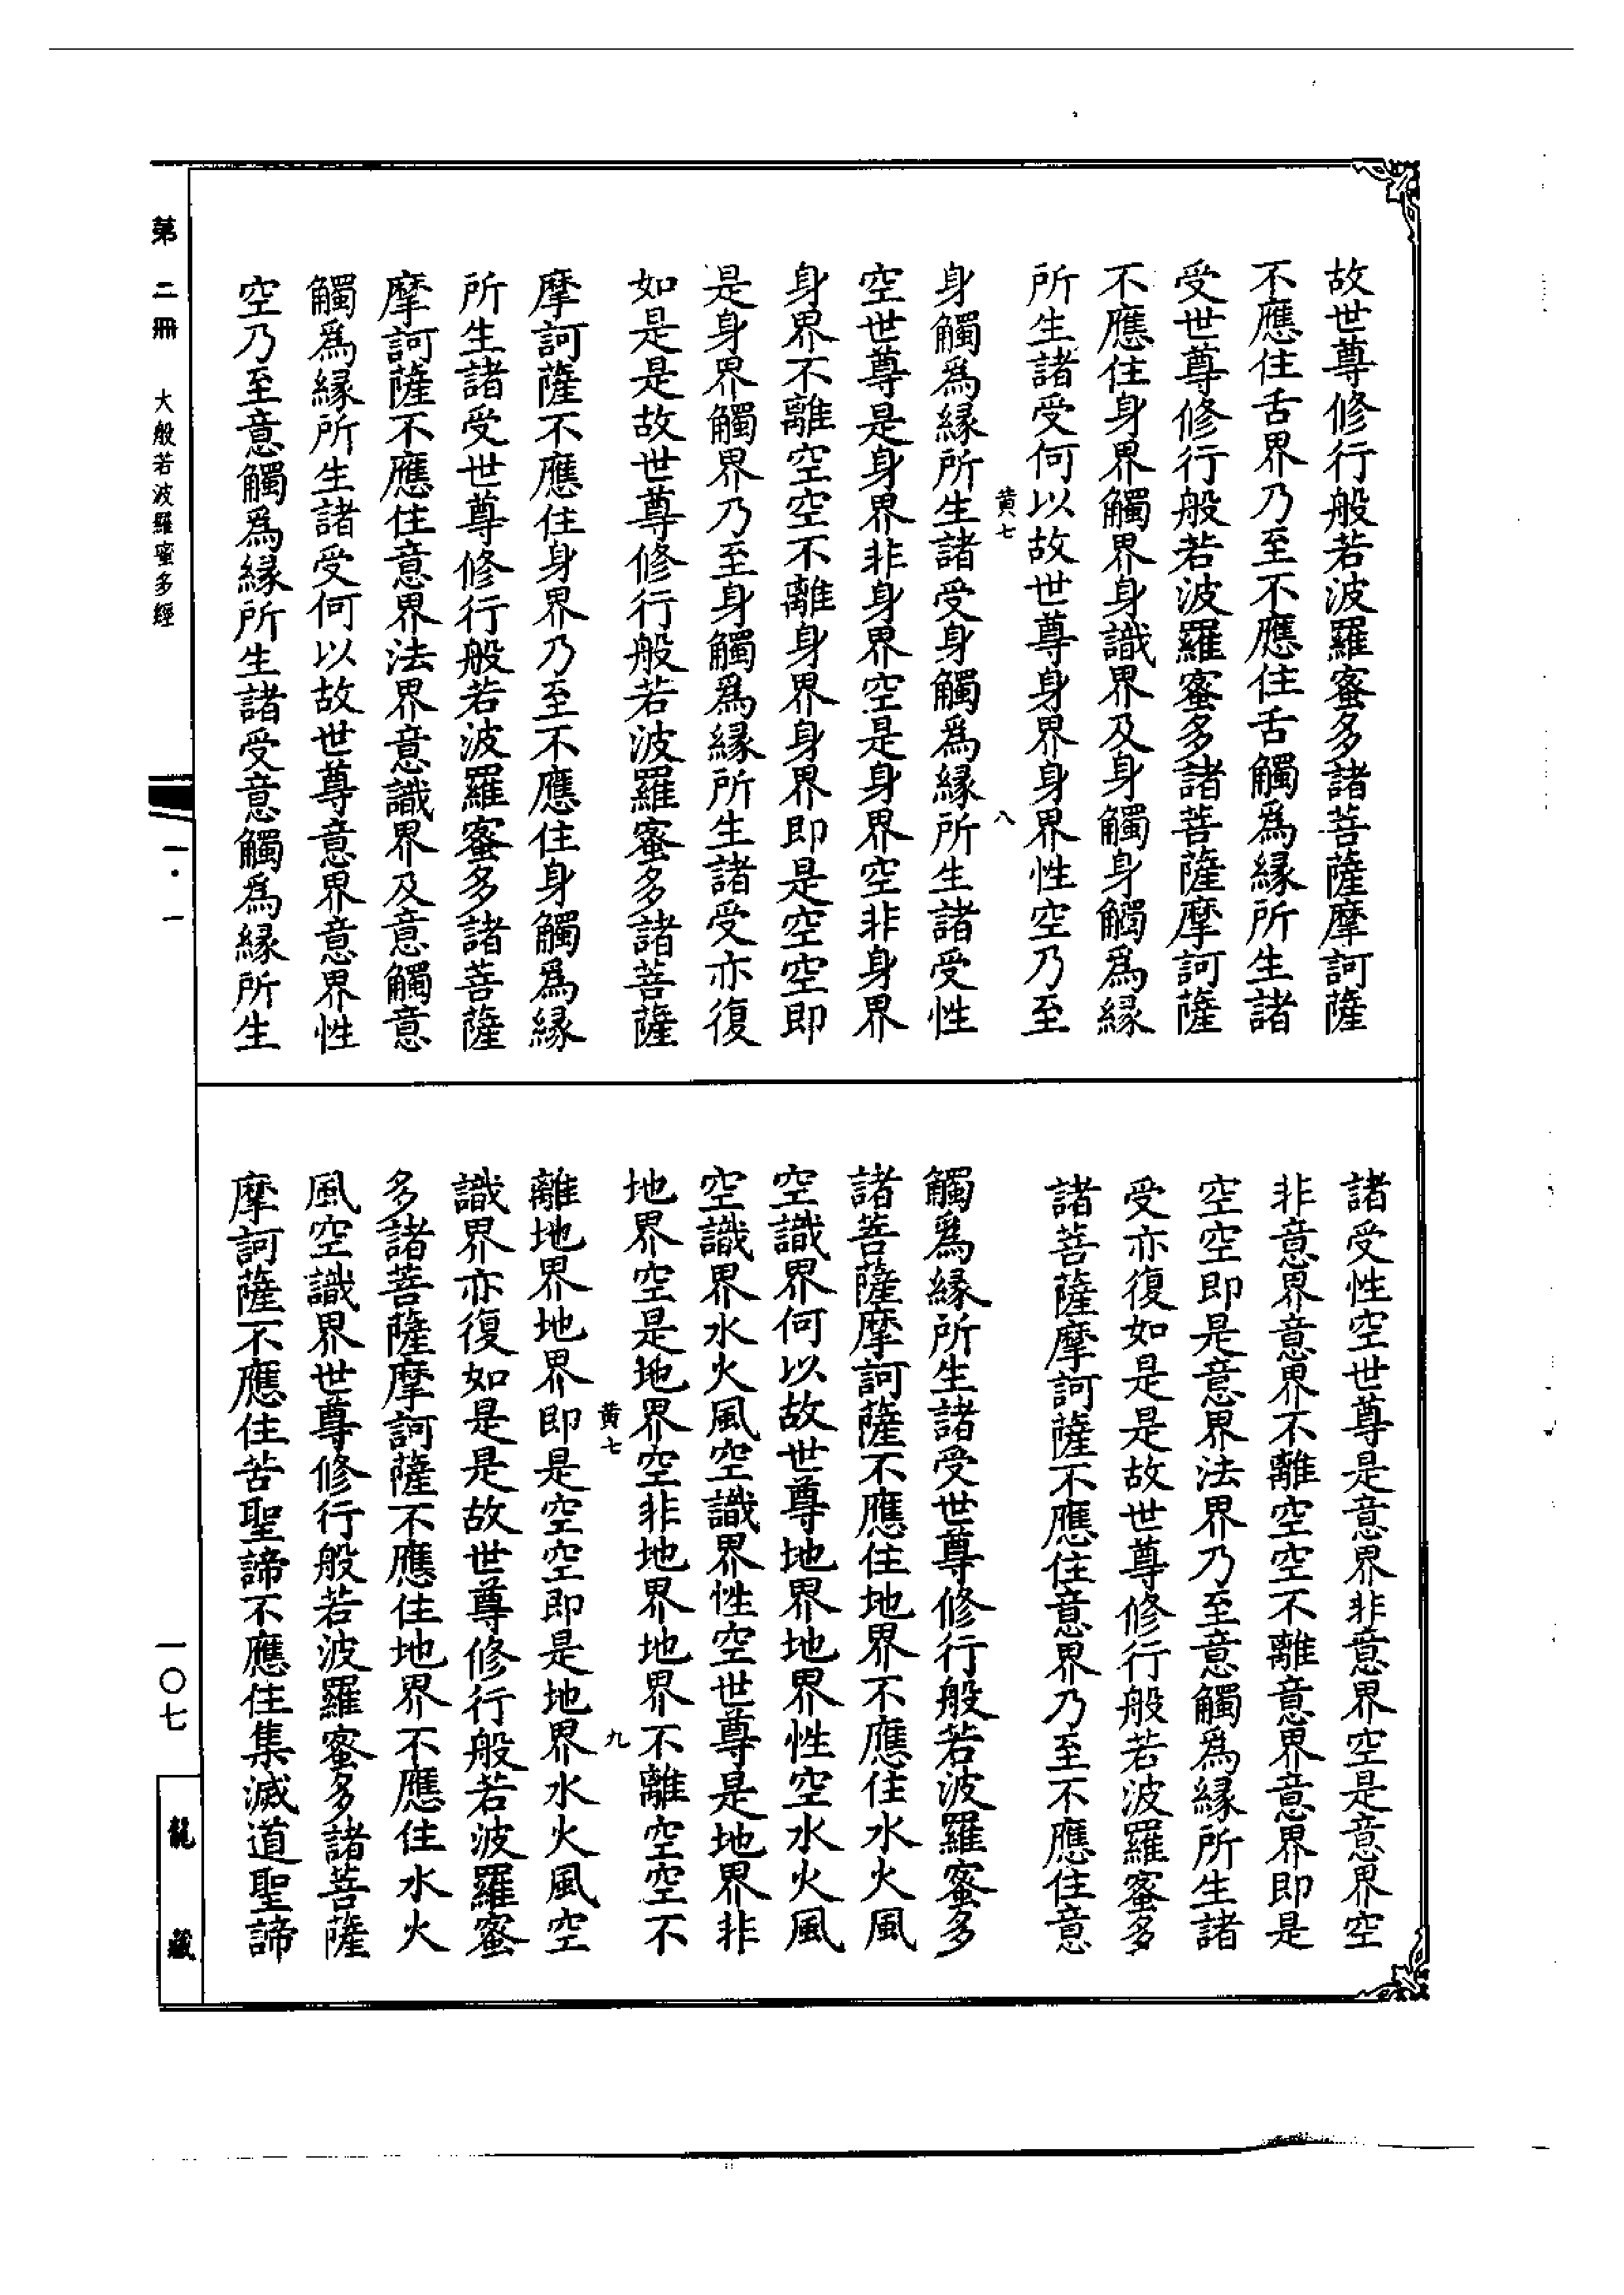 故世尊修行般若波羅蜜多諸菩薩摩訶薩
不應住舌界乃至不應住舌觸為緣所生諸
受世尊修行般若波羅蜜多諸菩薩摩訶薩
不應住身界觸界身識界及身觸身觸為緣
所生諸受何以故世尊身界身界性空乃至
黄七
八
身觸為緣所生諸受身觸為緣所生諸受性
空世尊是身界非身界空是身界空非身界
身界不離空空不離身界身界即是空空即
是身界觸界乃至身觸為緣所生諸受亦復
如是是故世尊修行般若波羅蜜多諸菩薩
摩訶薩不應住身界乃至不應住身觸為緣
所生諸受世尊修行般若波羅蜜多諸菩薩
摩訶薩不應住意界法界意識界及意觸意
觸為緣所生諸受何以故世尊意界意界性
空乃至意觸為緣所生諸受意觸為緣所生
諸受性空世尊是意界非意界空是意界空
非意界意界不離空空不離意界意界即是
空空即是意界法界乃至意觸為緣所生諸
受亦復如是是故世尊修行般若波羅蜜多
諸菩薩摩訶薩不應住意界乃至不應住意
觸為緣所生諸受世尊修行般若波羅蜜多
諸菩薩摩訶薩不應住地界不應住水火風
空識界何以故世尊地界地界性空水火風
空識界水火風空識界性空世尊是地界非
地界空是地界空非地界地界不離空空不
黄七
九
離地界地界即是空空即是地界水火風空
識界亦復如是是故世尊修行般若波羅蜜
多諸菩薩摩訶薩不應住地界不應住水火
風空識界世尊修行般若波羅蜜多諸菩薩
摩訶薩不應住苦聖諦不應住集滅道聖諦
第二冊 大般若波羅蜜多經
一·一
一〇七
龍藏